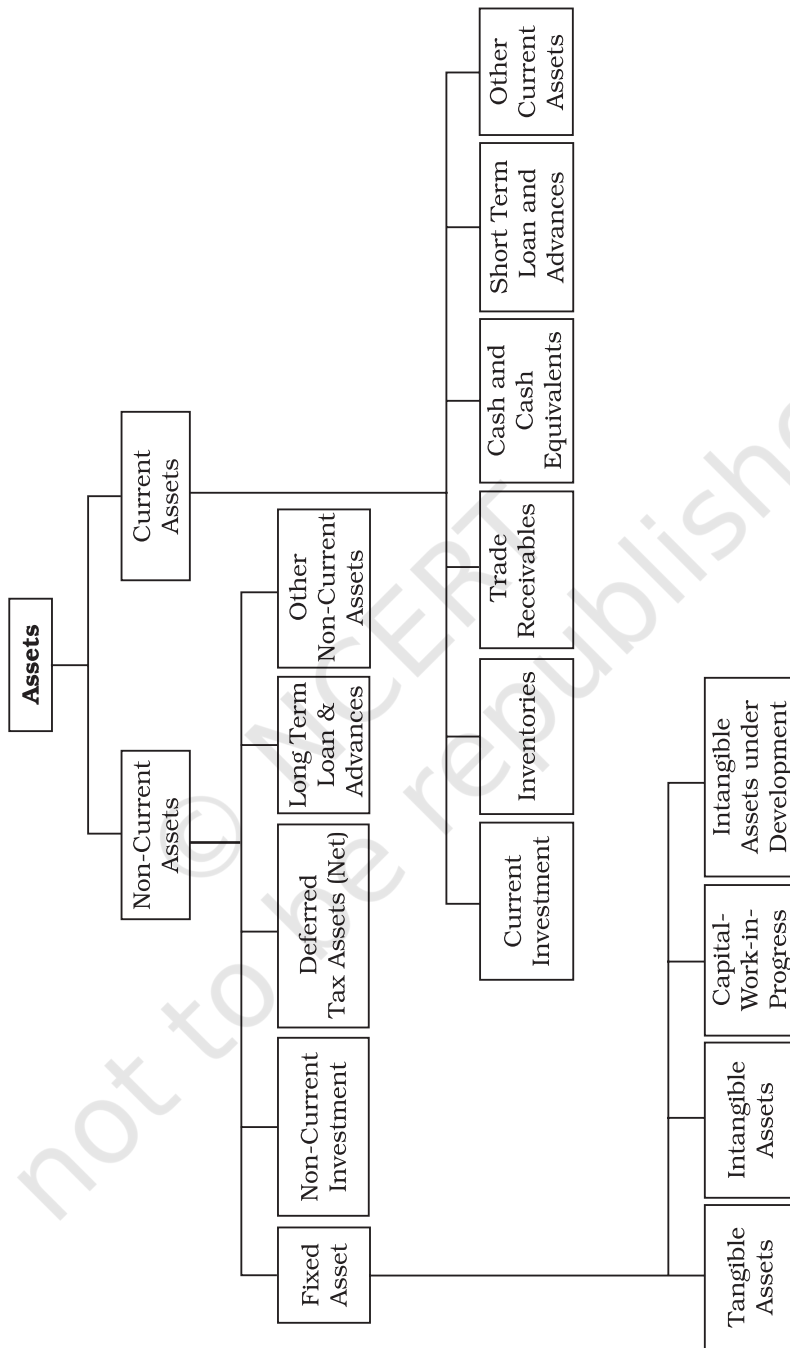 Assets
Non-Current
Assets
Current
Assets
Fixed
Asset
Non-Current
Investment
Deferred
Tax Assets (Net)
Long Term
Loan &
Advances
Other
Non-Current
Assets
Current
Investment
Inventories
Trade
Receivables
Cash and
Cash
Equivalents
Short Term
Loan and
Advances
Other
Current
Assets
Tangible
Assets
Intangible
Assets
Capital-
Work-in-
Progress
Intangible
Assets under
Development
© NCERT
not to be republishe